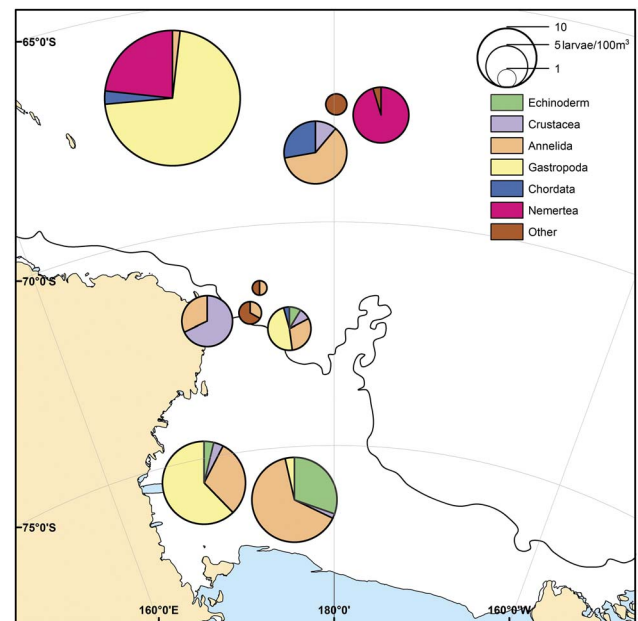 65°0'S
10
5 larvae/100m³
1
Echinoderm
Crustacea
Annelida
Gastropoda
Chordata
Nemertea
Other
70°0'S
75°0'S
160°0'E
180°0'
160°0'W